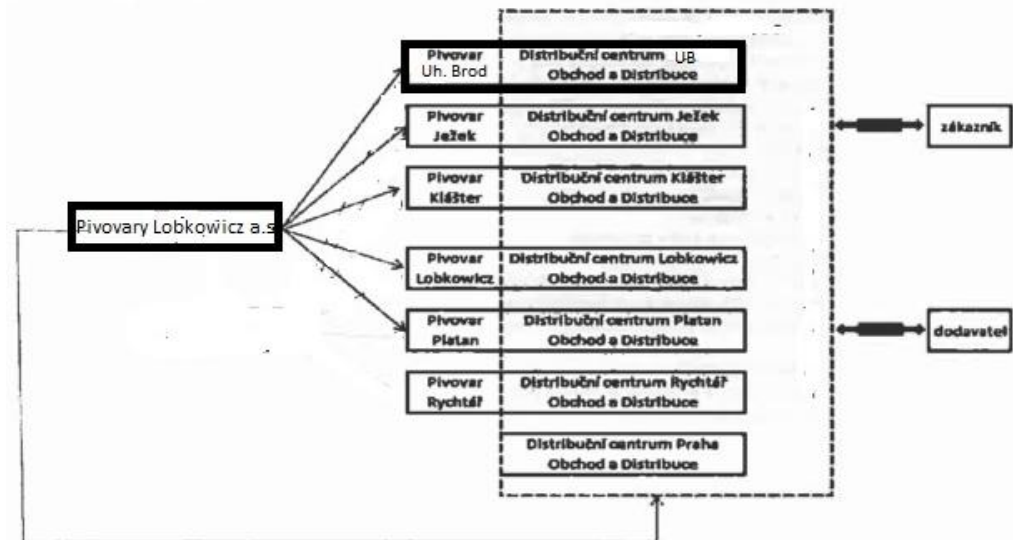 Pivovar Distribuční centrum UB
Uh. Brod Obchod a Distribuce
Pivovar Distribuční centrum Ježek
Ježek Obchod a Distribuce
zákazník
Pivovar Distribuční centrum Klášter
Klášter Obchod a Distribuce
Pivovary Lobkowicz a.s
Pivovar Distribuční centrum Lobkowicz
Lobkowicz Obchod a Distribuce
Pivovar Distribuční centrum Platan
Platan Obchod a Distribuce
dodavatel
Pivovar Distribuční centrum Rychtář
Rychtář Obchod a Distribuce
Distribuční centrum Praha
Obchod a Distribuce